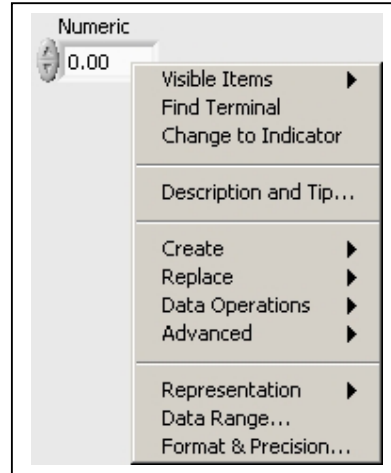 Numeric
0.00
Visible Items
Find Terminal
Change to Indicator
Description and Tip...
Create
Replace
Data Operations
Advanced
Representation
Data Range...
Format & Precision...